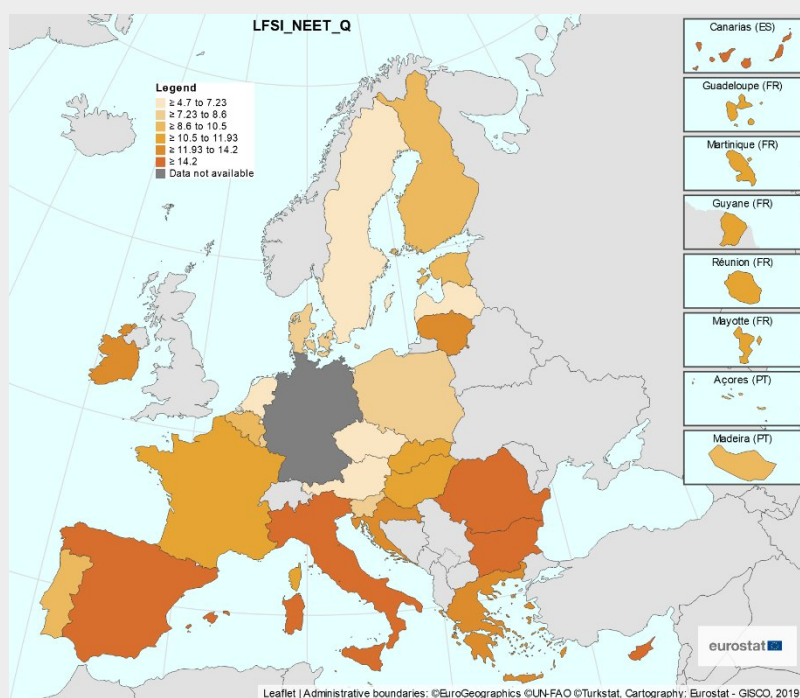 LFSI_NEET_Q
Legend
≥ 4.7 to 7.23
≥ 7.23 to 8.6
≥ 8.6 to 10.5
≥ 10.5 to 11.93
≥ 11.93 to 14.2
≥ 14.2
Data not available
Canarias (ES)
Guadeloupe (FR)
Martinique (FR)
Guyane (FR)
Réunion (FR)
Mayotte (FR)
Açores (PT)
Madeira (PT)
eurostat
Leaflet | Administrative boundaries: ©EuroGeographics ©UN-FAO ©Turkstat, Cartography: Eurostat - GISCO, 2019